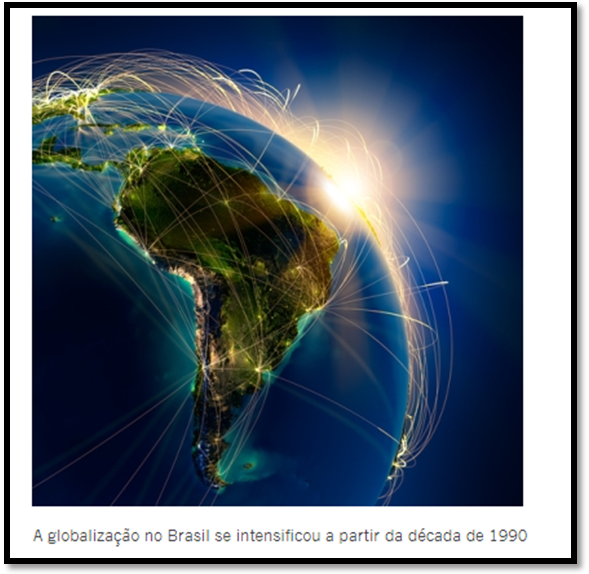 A globalização no Brasil se intensificou a partir da década de 1990